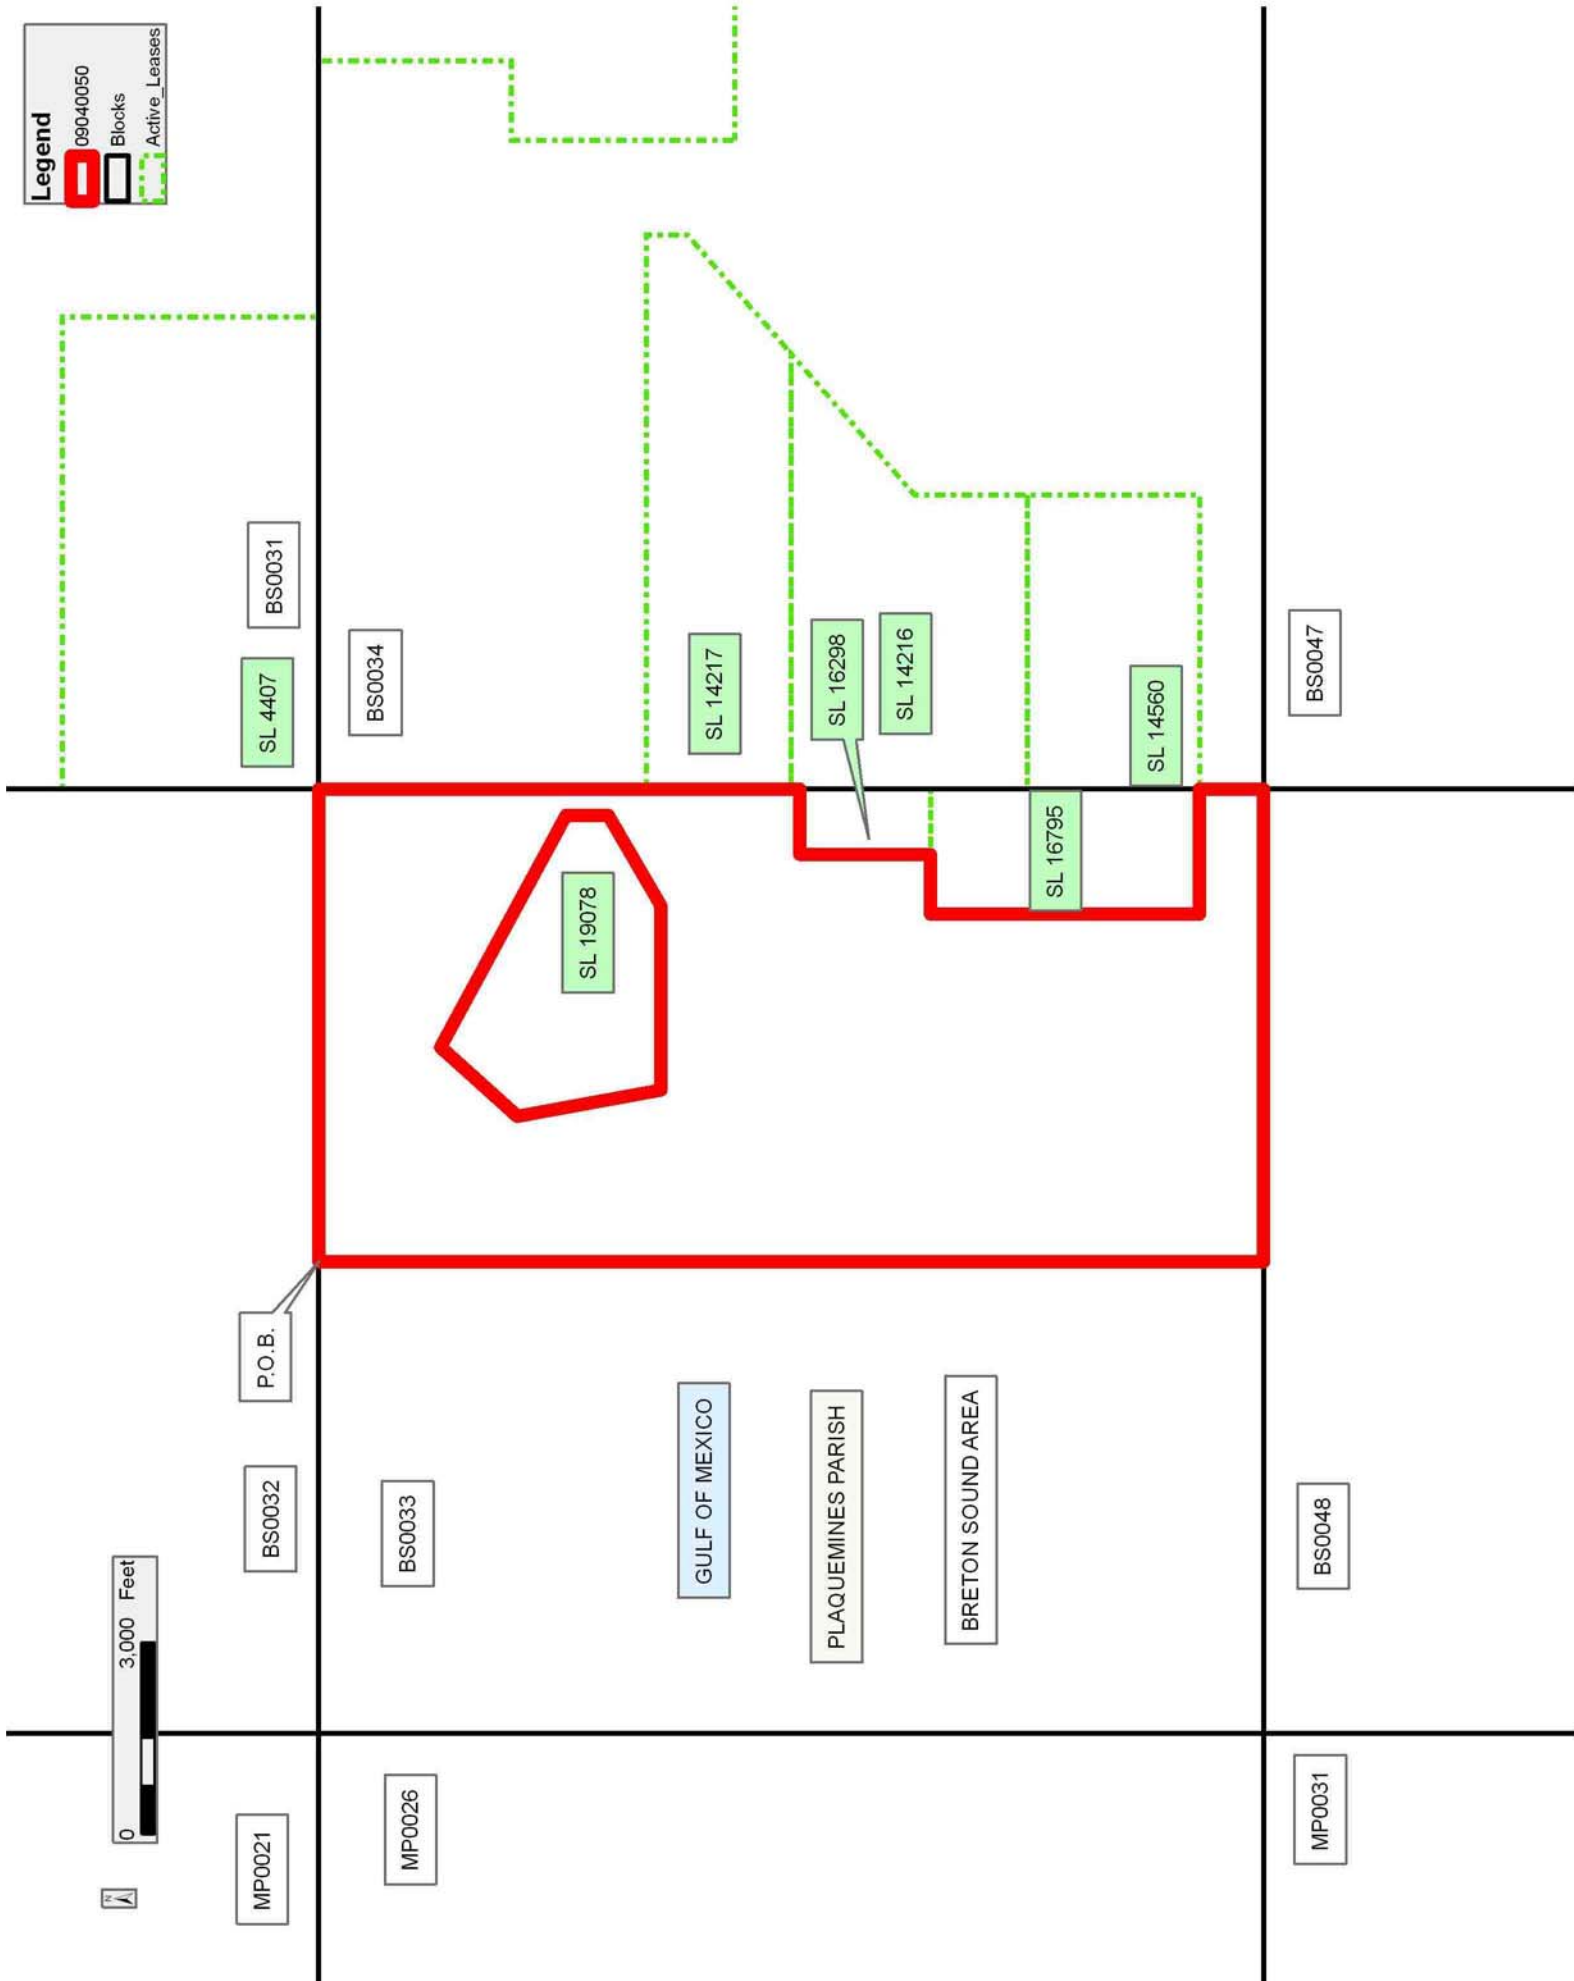 Legend
09040050
Blocks
Active_Leases
N
0 3,000 Feet
MP0021
BS0032
P.O.B.
SL 4407
BS0031
MP0026
BS0033
BS0034
SL 19078
GULF OF MEXICO
SL 14217
PLAQUEMINES PARISH
SL 16298
SL 14216
BRETON SOUND AREA
SL 16795
SL 14560
MP0031
BS0048
BS0047